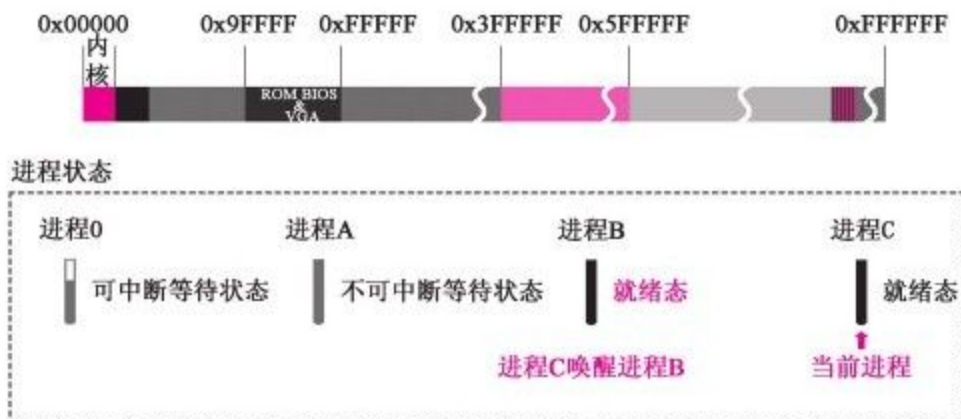 0x00000 0x9FFFF 0xFFFFF 0x3FFFFF 0x5FFFFF 0xFFFFFF
内核
ROM BIOS
&
VGA
进程状态
进程0 进程A 进程B 进程C
可中断等待状态 不可中断等待状态 就绪态 就绪态
进程C唤醒进程B 当前进程